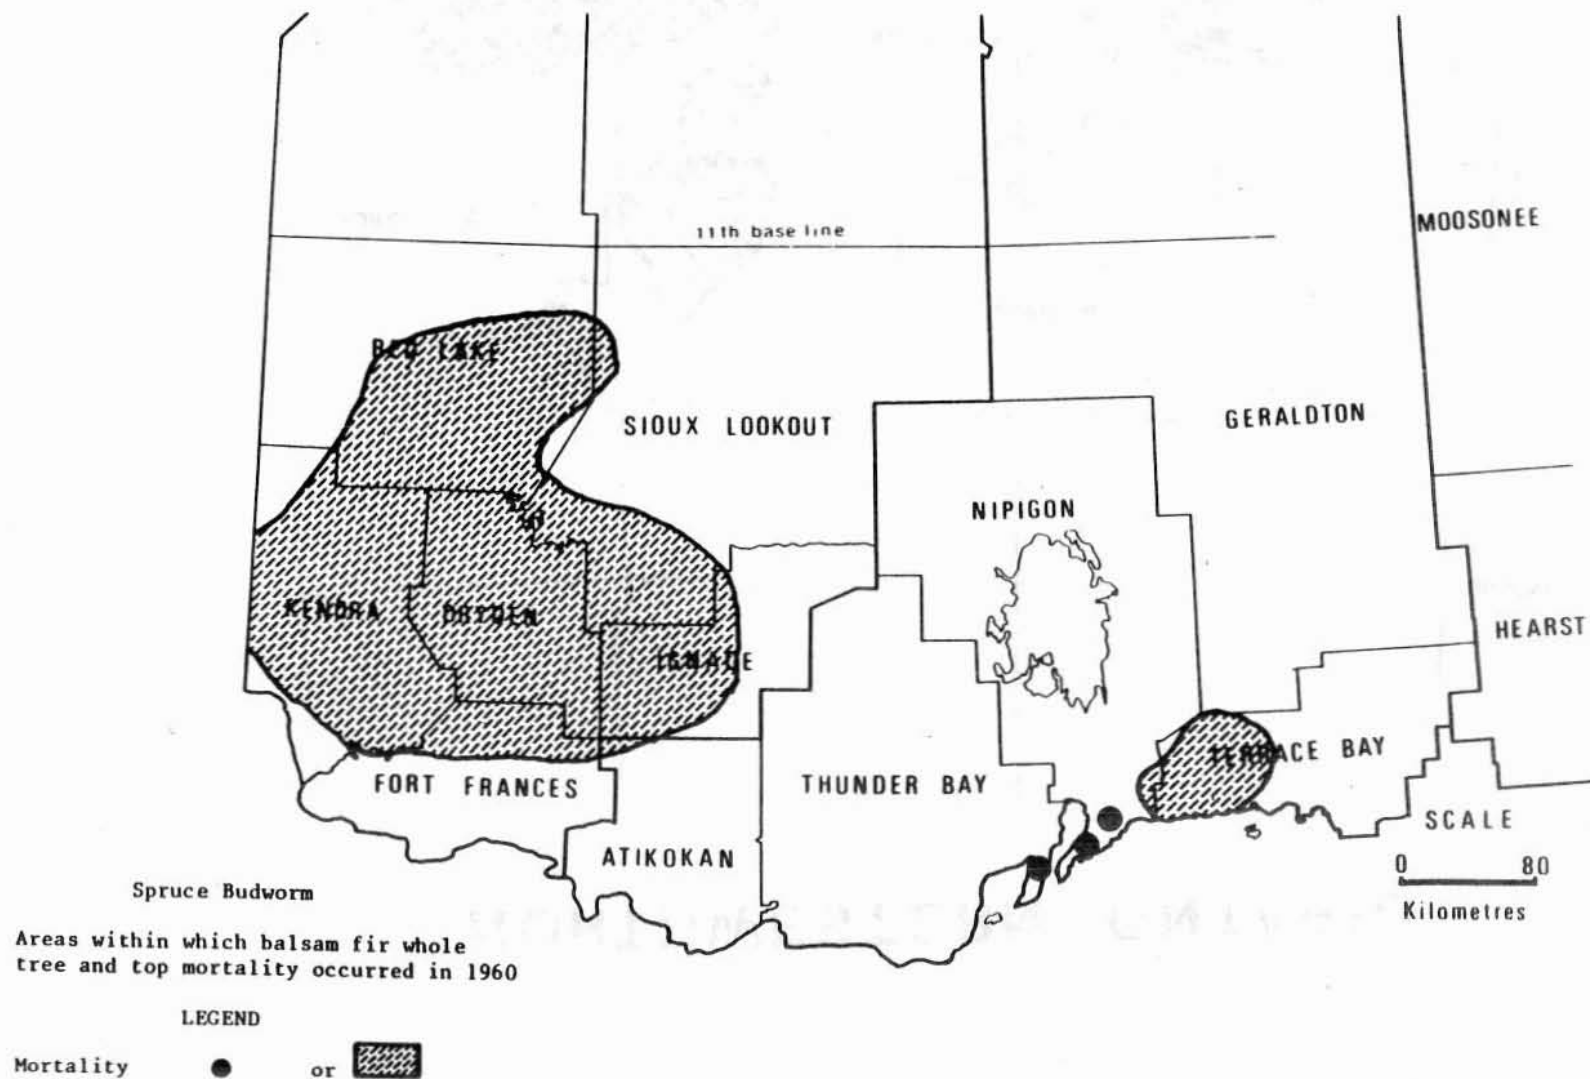 11th base line
MOOSONEE
RED LAKE
SIOUX LOOKOUT
GERALDTON
NIPIGON
KENORA
DRYDEN
IGNACE
HEARST
TERRACE BAY
FORT FRANCES
THUNDER BAY
ATIKOKAN
SCALE
0 80
Kilometres
Spruce Budworm
Areas within which balsam fir whole
tree and top mortality occurred in 1960
LEGEND
Mortality or